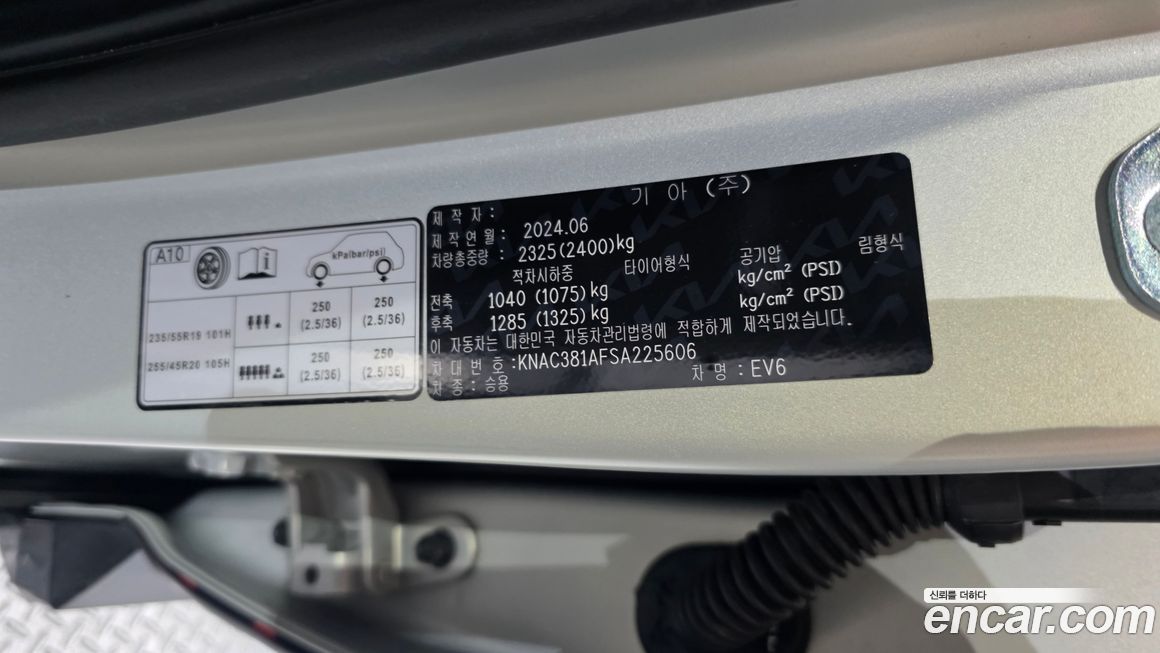 A10
kPa(bar/psi)
235/55R19 101H
250 (2.5/36)
250 (2.5/36)
255/45R20 105H
250 (2.5/36)
250 (2.5/36)
제작자:
기아(주)
제작연월: 2024.06
차량총중량: 2325(2400)kg
적차시하중 타이어형식 공기압 림형식
전축 1040 (1075)kg kg/cm² (PSI)
후축 1285 (1325)kg kg/cm² (PSI)
이 자동차는 대한민국 자동차관리법령에 적합하게 제작되었습니다.
차대번호:KNAC381AFSA225606
차종:승용 차명:EV6
신뢰를 더하다
encar.com